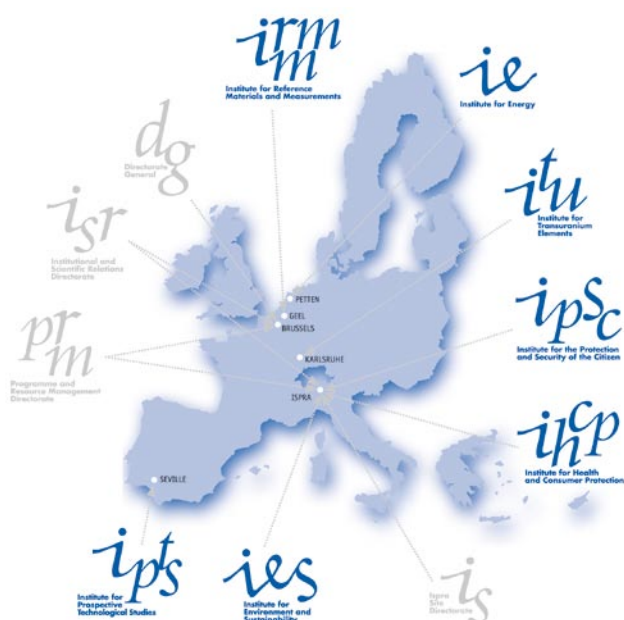 irmm
Institute for Reference
Materials and Measurements
ie
Institute for Energy
dg
Directorate
General
itu
Institute for
Transuranium
Elements
isr
Institutional and
Scientific Relations
Directorate
PETTEN
GEEL
BRUSSELS
ipsc
Institute for the Protection
and Security of the Citizen
prm
Programme and
Resource Management
Directorate
KARLSRUHE
ISPRA
ihcp
Institute for Health
and Consumer Protection
SEVILLE
ipts
Institute for
Prospective
Technological Studies
ies
Institute for
Environment and
Sustainability
is
Ispra
Site
Directorate